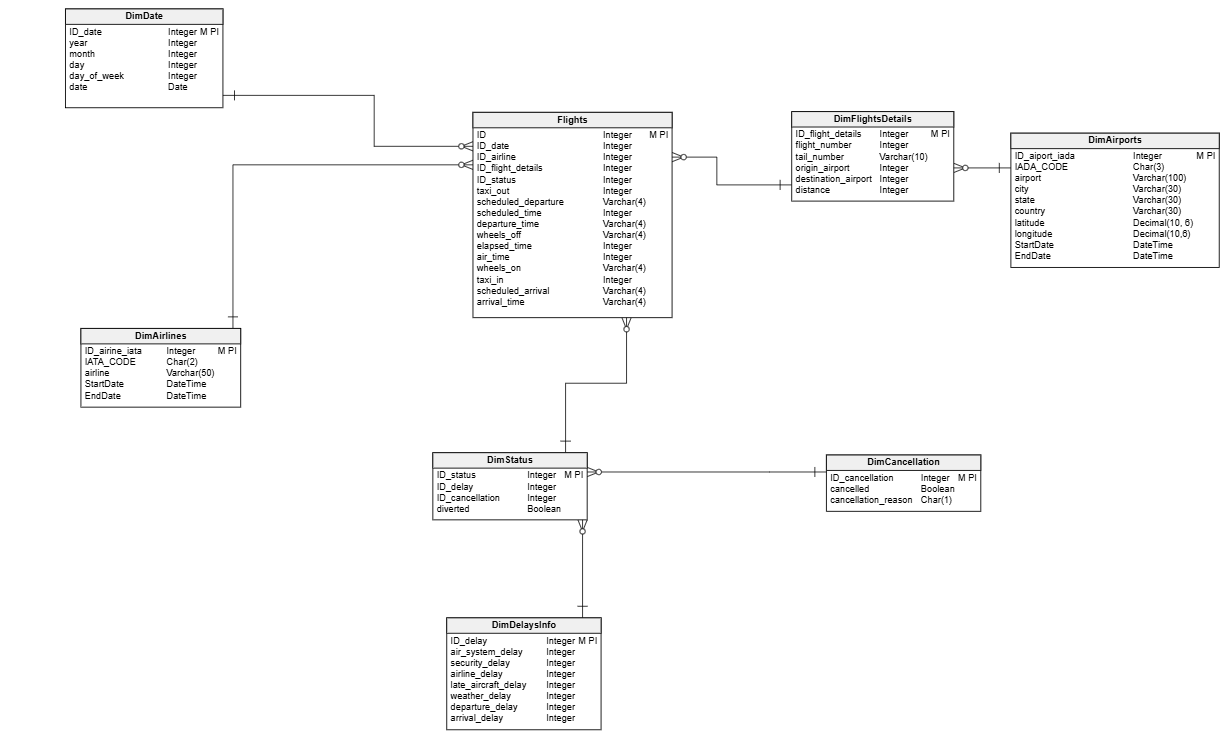 DimDate
ID_date Integer M PI
year Integer
month Integer
day Integer
day_of_week Integer
date Date
Flights
ID Integer M PI
ID_date Integer
ID_airline Integer
ID_flight_details Integer
ID_status Integer
taxi_out Integer
scheduled_departure Varchar(4)
scheduled_time Integer
departure_time Varchar(4)
wheels_off Varchar(4)
elapsed_time Integer
air_time Integer
wheels_on Varchar(4)
taxi_in Integer
scheduled_arrival Varchar(4)
arrival_time Varchar(4)
DimFlightsDetails
ID_flight_details Integer M PI
flight_number Integer
tail_number Varchar(10)
origin_airport Integer
destination_airport Integer
distance Integer
DimAirports
ID_aiport_iada Integer M PI
IADA_CODE Char(3)
airport Varchar(100)
city Varchar(30)
state Varchar(30)
country Varchar(30)
latitude Decimal(10, 6)
longitude Decimal(10,6)
StartDate DateTime
EndDate DateTime
DimAirlines
ID_airine_iata Integer M PI
IATA_CODE Char(2)
airline Varchar(50)
StartDate DateTime
EndDate DateTime
DimStatus
ID_status Integer M PI
ID_delay Integer
ID_cancellation Integer
diverted Boolean
DimCancellation
ID_cancellation Integer M PI
cancelled Boolean
cancellation_reason Char(1)
DimDelaysInfo
ID_delay Integer M PI
air_system_delay Integer
security_delay Integer
airline_delay Integer
late_aircraft_delay Integer
weather_delay Integer
departure_delay Integer
arrival_delay Integer